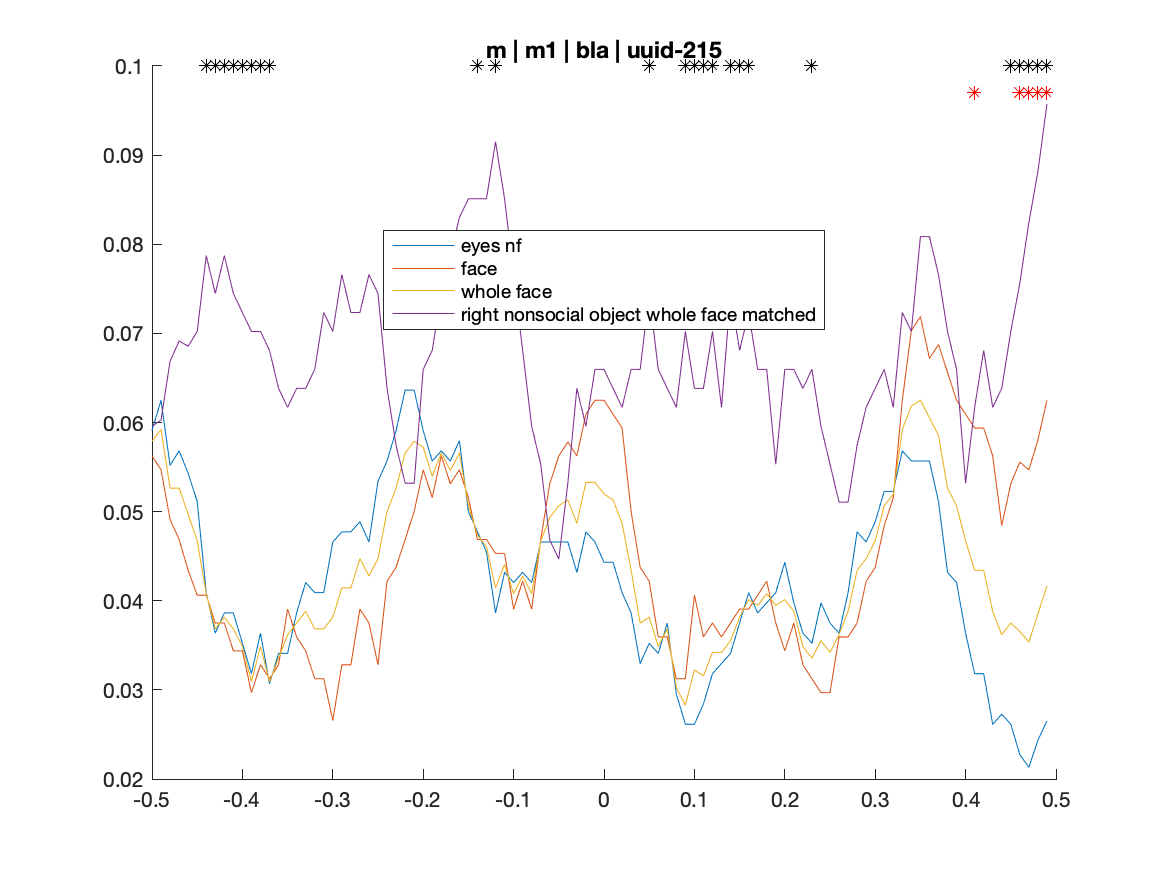 m | m1 | bla | uuid-215
0.1
0.09
0.08
0.07
0.06
0.05
0.04
0.03
0.02
eyes nf
face
whole face
right nonsocial object whole face matched
-0.5 -0.4 -0.3 -0.2 -0.1 0 0.1 0.2 0.3 0.4 0.5